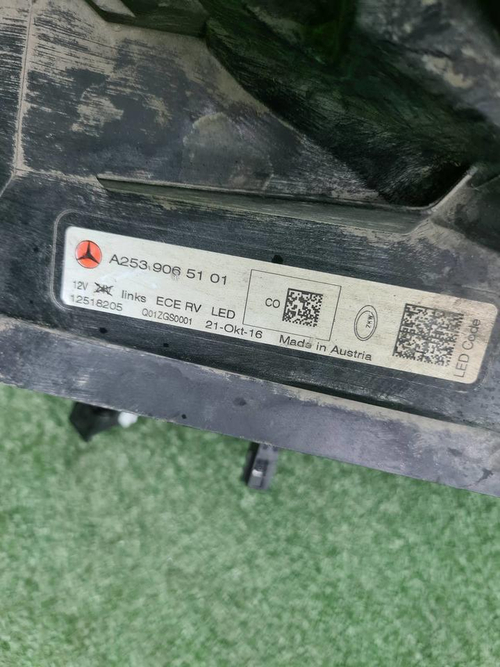 A253 906 51 01
12V 24V links ECE RV LED
12518205 Q01ZGS0001 21-Okt-16 Made in Austria
CO
LED Code